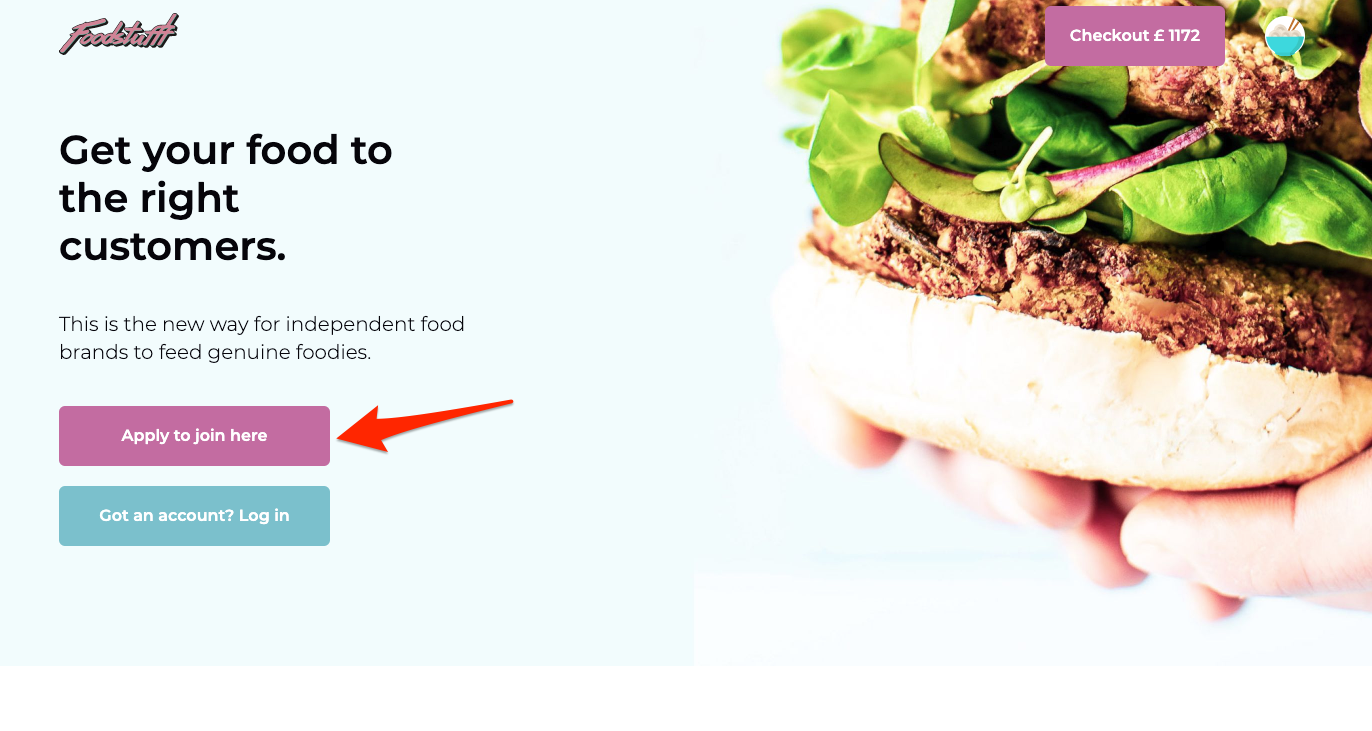 Foodstuff
Checkout £ 1172
Get your food to
the right
customers.
This is the new way for independent food
brands to feed genuine foodies.
Apply to join here
Got an account? Log in